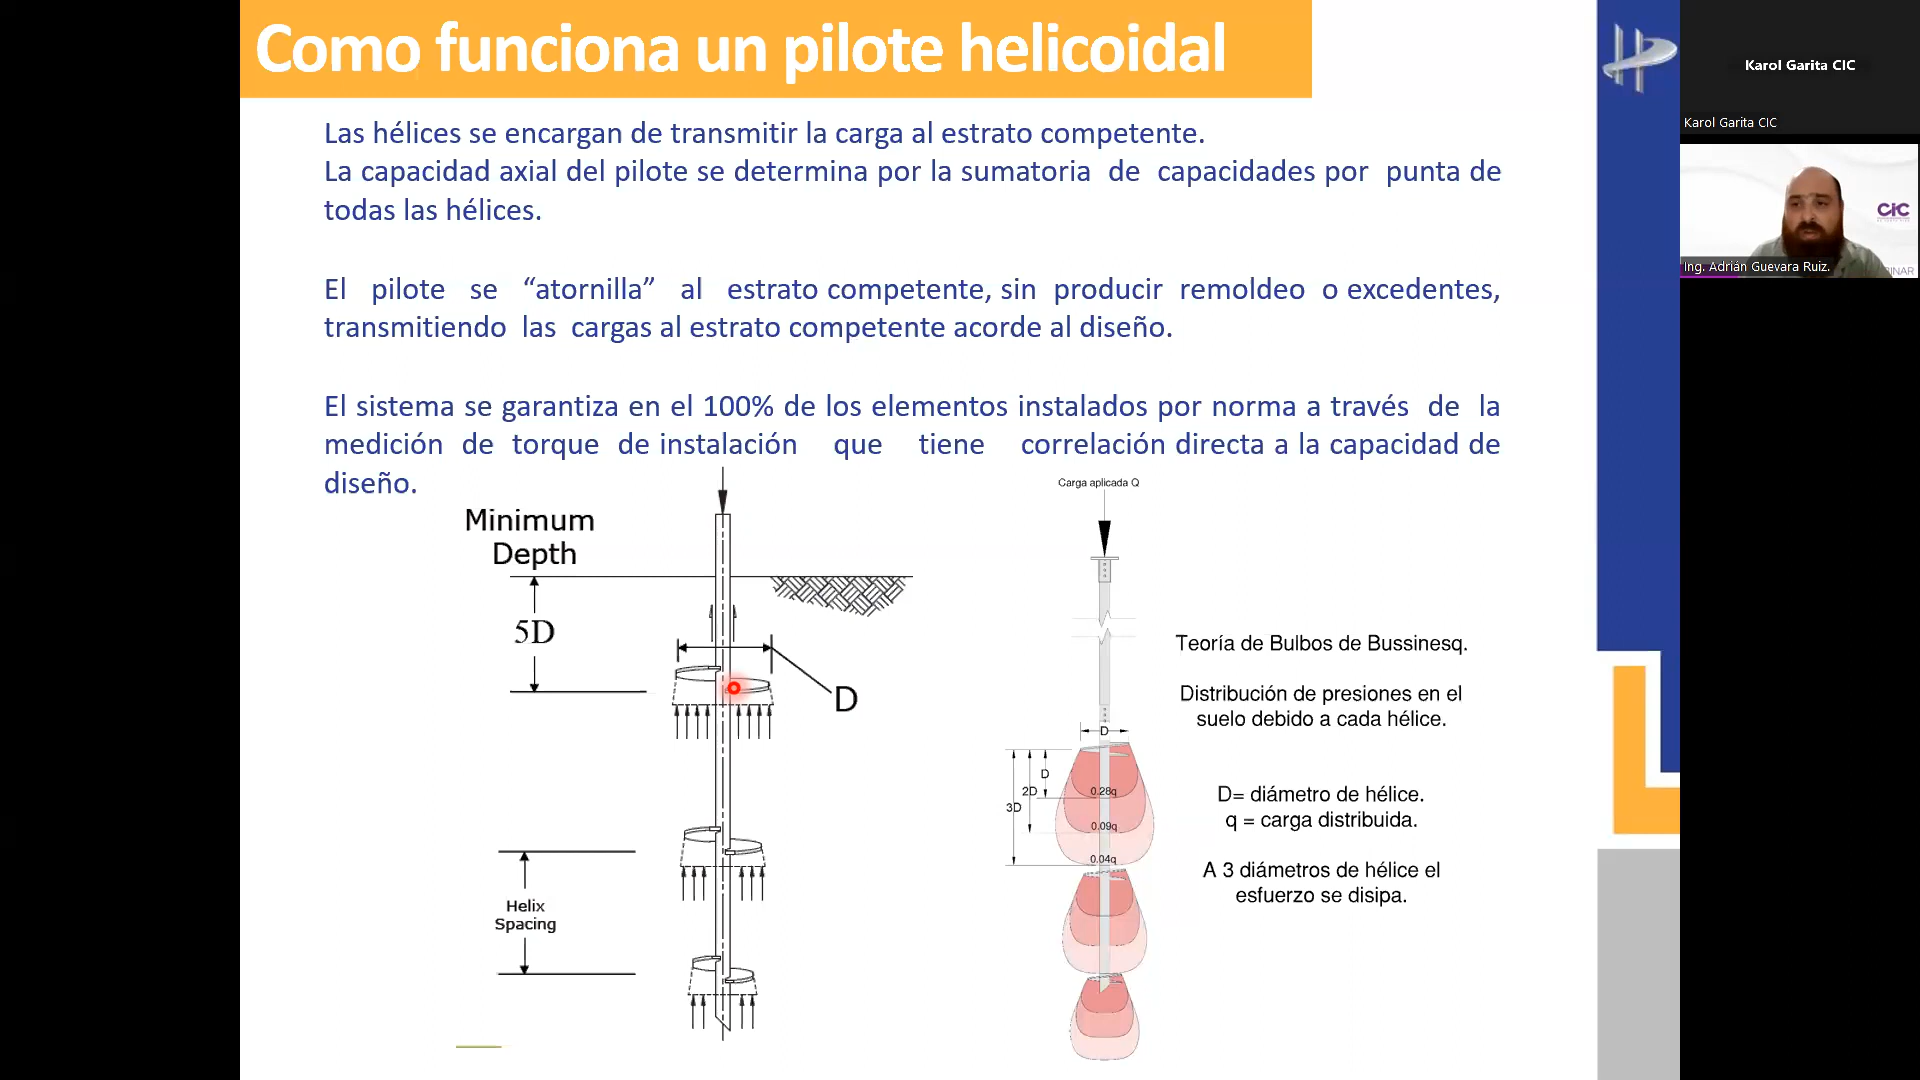 Como funciona un pilote helicoidal
Las hélices se encargan de transmitir la carga al estrato competente.
La capacidad axial del pilote se determina por la sumatoria de capacidades por punta de
todas las hélices.
El pilote se “atornilla” al estrato competente, sin producir remoldeo o excedentes,
transmitiendo las cargas al estrato competente acorde al diseño.
El sistema se garantiza en el 100% de los elementos instalados por norma a través de la
medición de torque de instalación que tiene correlación directa a la capacidad de
diseño.
Minimum
Depth
5D
D
Helix
Spacing
Carga aplicada Q
D
D
2D
3D
0.28q
0.09q
0.04q
Teoría de Bulbos de Bussinesq.
Distribución de presiones en el
suelo debido a cada hélice.
D= diámetro de hélice.
q = carga distribuida.
A 3 diámetros de hélice el
esfuerzo se disipa.
Karol Garita CIC
Karol Garita CIC
CIC
Ing. Adrián Guevara Ruiz.
INAR